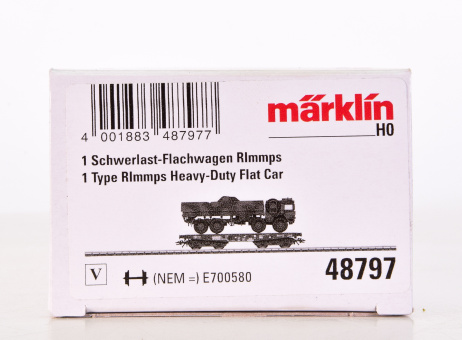 märklin
H0
4 001883 487977
1 Schwerlast-Flachwagen Rlmmps
1 Type Rlmmps Heavy-Duty Flat Car
V (NEM =) E700580
48797